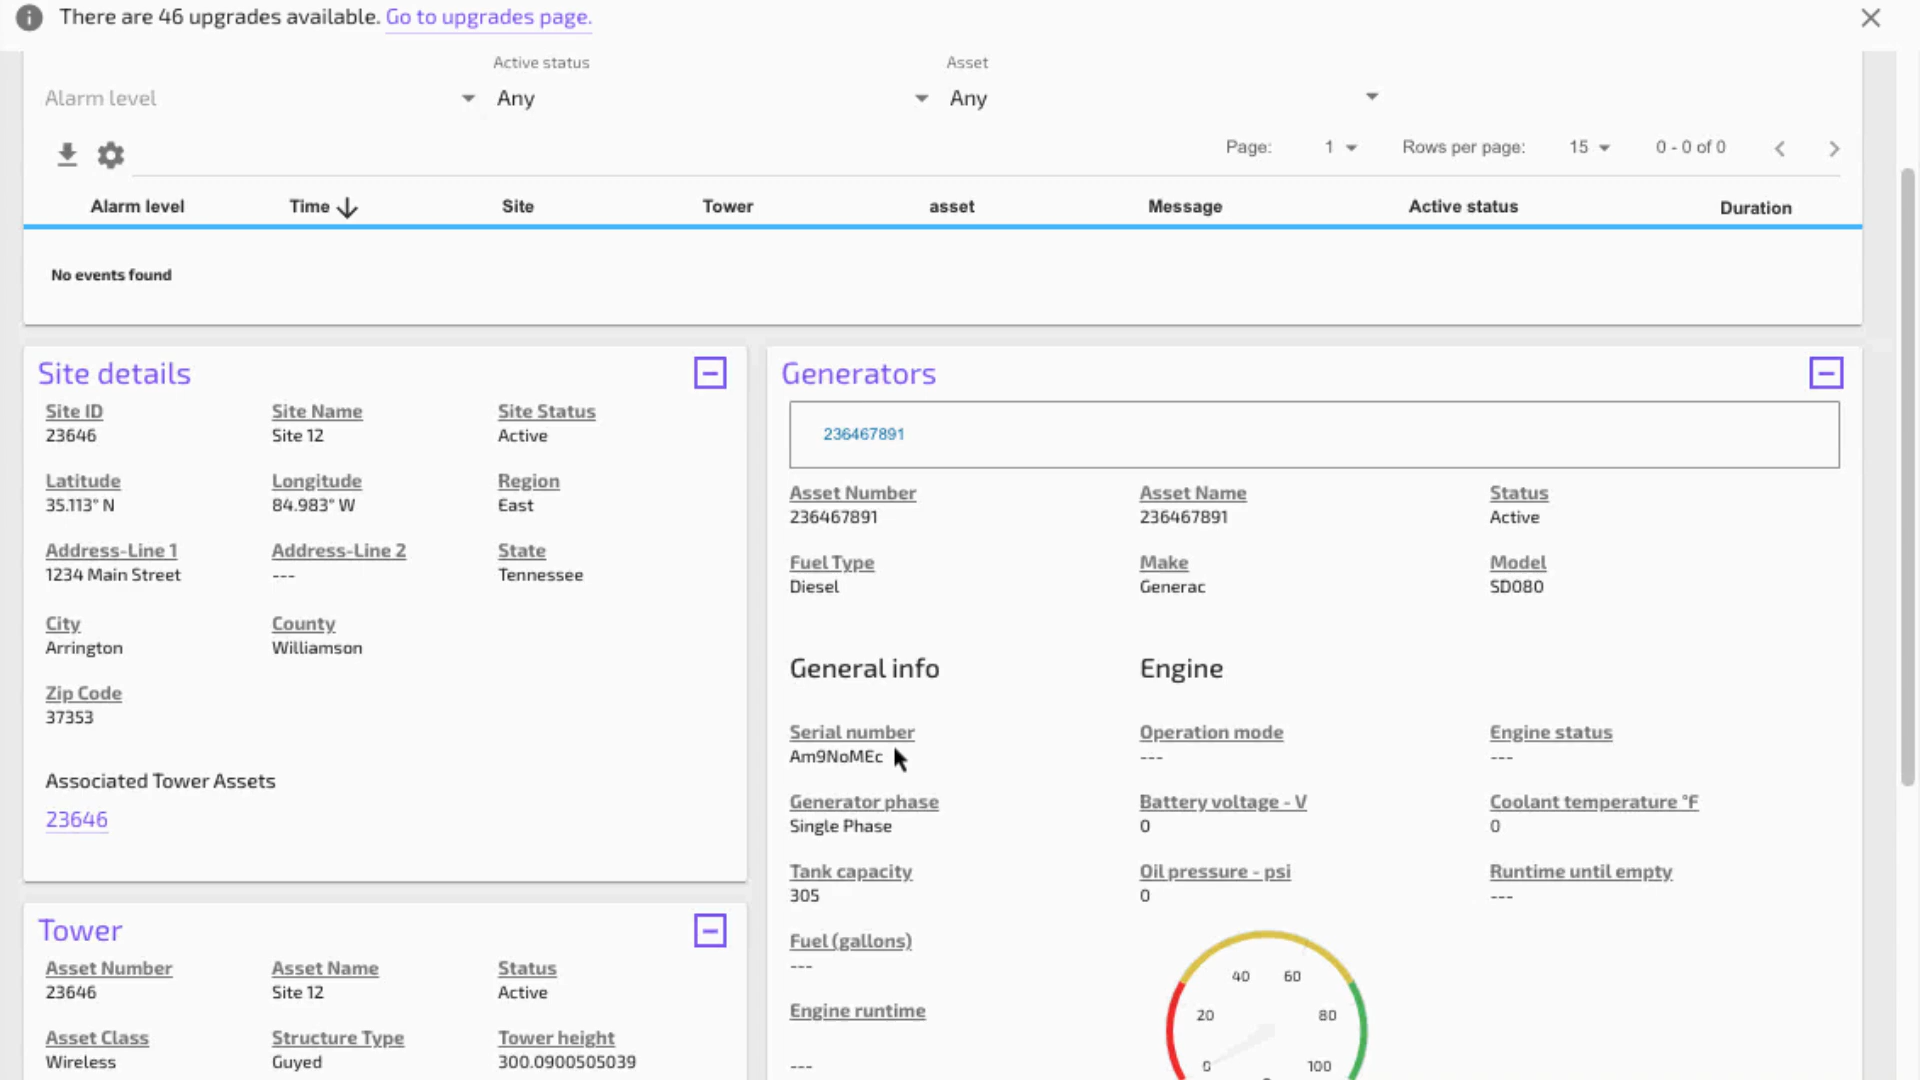 There are 46 upgrades available. Go to upgrades page.
Active status
Asset
Alarm level
Any
Any
Page: 1
Rows per page: 15
0 - 0 of 0
Alarm level
Time
Site
Tower
asset
Message
Active status
Duration
No events found
Site details
Site ID
23646
Site Name
Site 12
Site Status
Active
Latitude
35.113° N
Longitude
84.983° W
Region
East
Address-Line 1
1234 Main Street
Address-Line 2
---
State
Tennessee
City
Arrington
County
Williamson
Zip Code
37353
Associated Tower Assets
23646
Tower
Asset Number
23646
Asset Name
Site 12
Status
Active
Asset Class
Wireless
Structure Type
Guyed
Tower height
300.0900505039
Generators
236467891
Asset Number
236467891
Asset Name
236467891
Status
Active
Fuel Type
Diesel
Make
Generac
Model
SD080
General info
Engine
Serial number
Am9NoMEc
Operation mode
---
Engine status
---
Generator phase
Single Phase
Battery voltage - V
0
Coolant temperature °F
0
Tank capacity
305
Oil pressure - psi
0
Runtime until empty
---
Fuel (gallons)
---
Engine runtime
---
0
20
40
60
80
100